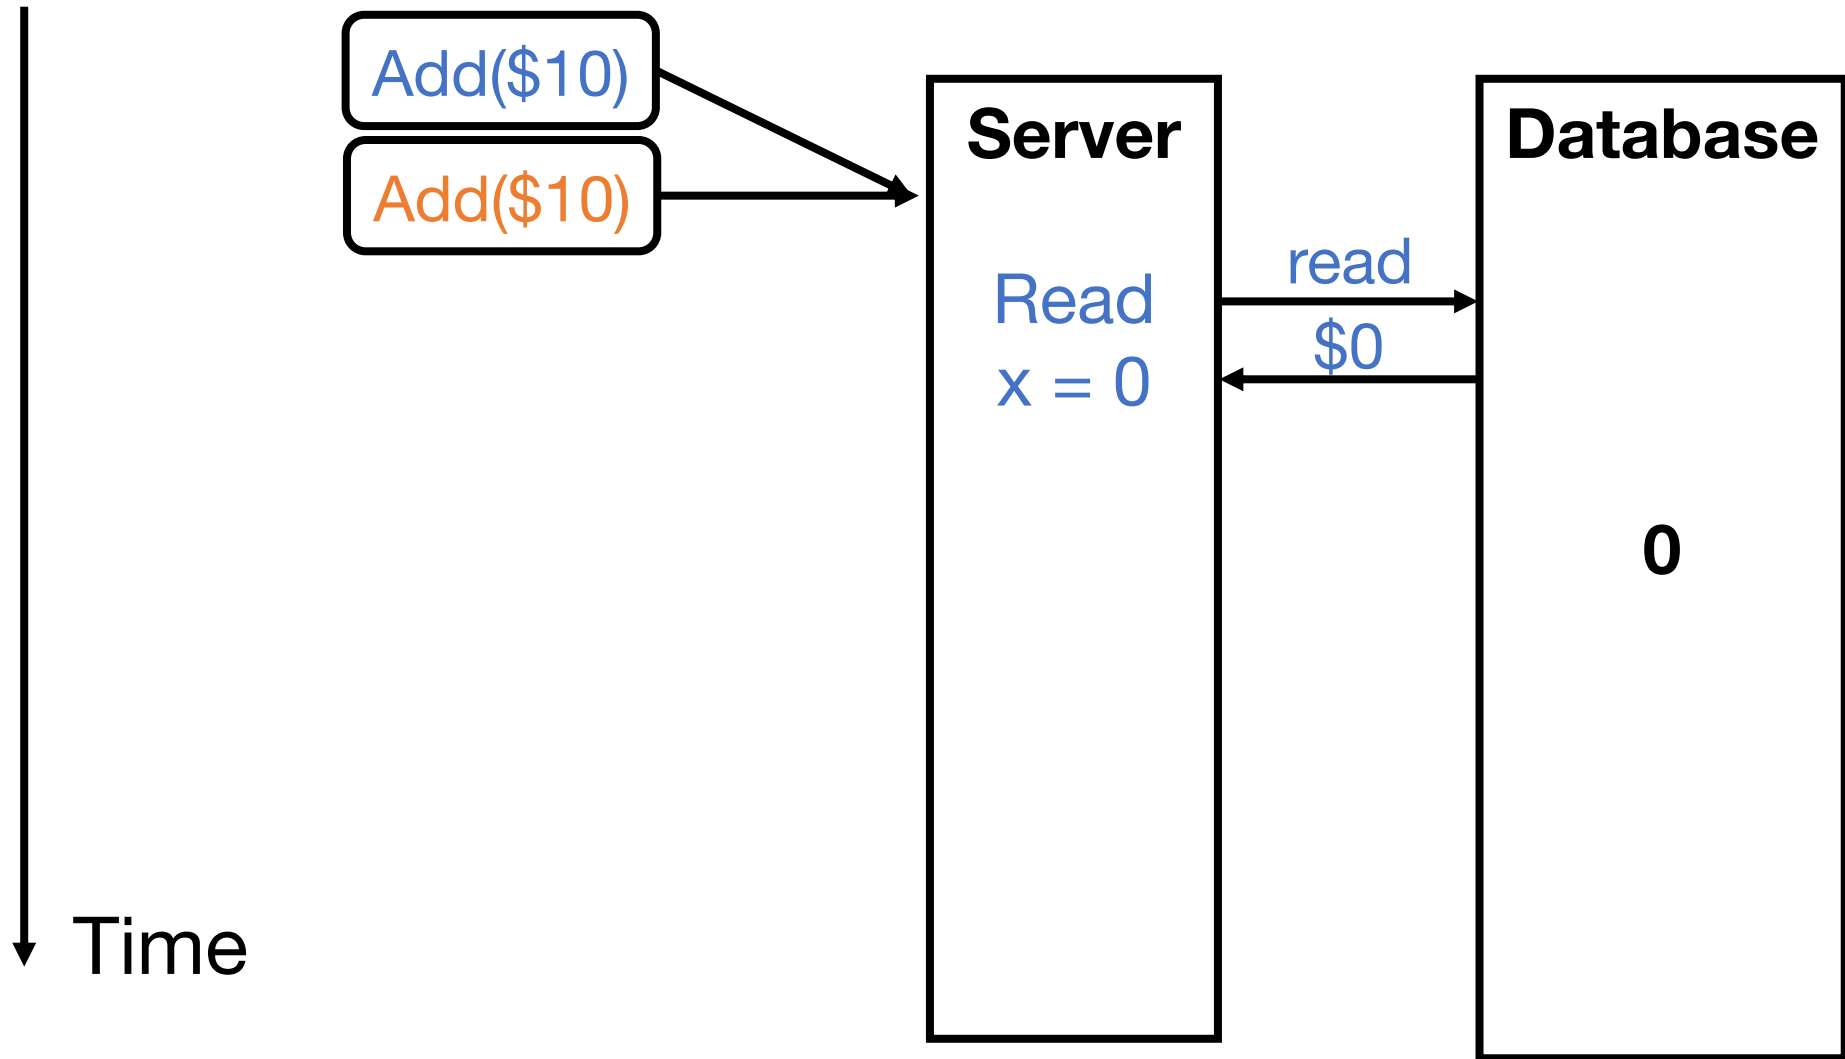 Add($10)
Add($10)
Server
Database
read
Read
$0
x = 0
0
Time